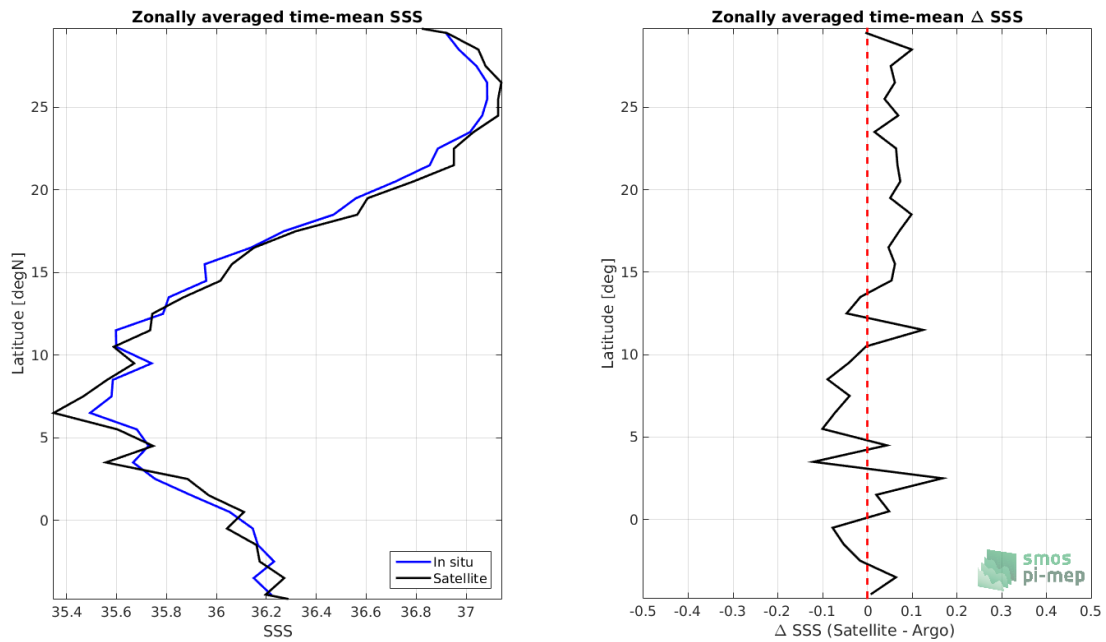 Zonally averaged time-mean SSS
Latitude [degN]
25
20
15
10
5
0
35.4 35.6 35.8 36 36.2 36.4 36.6 36.8 37
SSS
In situ
Satellite
Zonally averaged time-mean Δ SSS
Latitude [deg]
25
20
15
10
5
0
-0.5 -0.4 -0.3 -0.2 -0.1 0 0.1 0.2 0.3 0.4 0.5
Δ SSS (Satellite - Argo)
smos
pi-mep